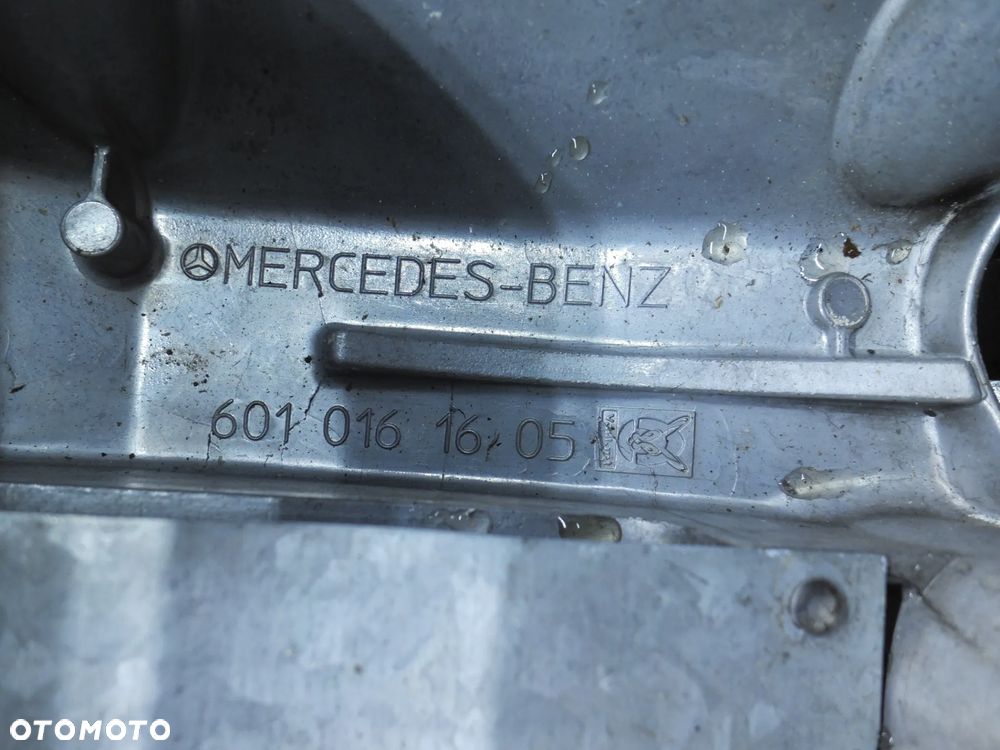 MERCEDES-BENZ
601 016 16 05
OTOMOTO